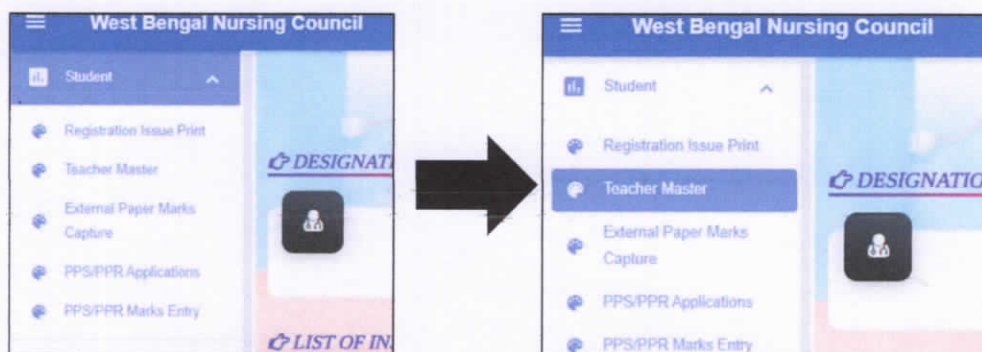 West Bengal Nursing Council
Student
Registration Issue Print
Teacher Master
External Paper Marks
Capture
PPS/PPR Applications
PPS/PPR Marks Entry
DESIGNATI
LIST OF IN
West Bengal Nursing Council
Student
Registration Issue Print
Teacher Master
External Paper Marks
Capture
PPS/PPR Applications
PPS/PPR Marks Entry
DESIGNATIO